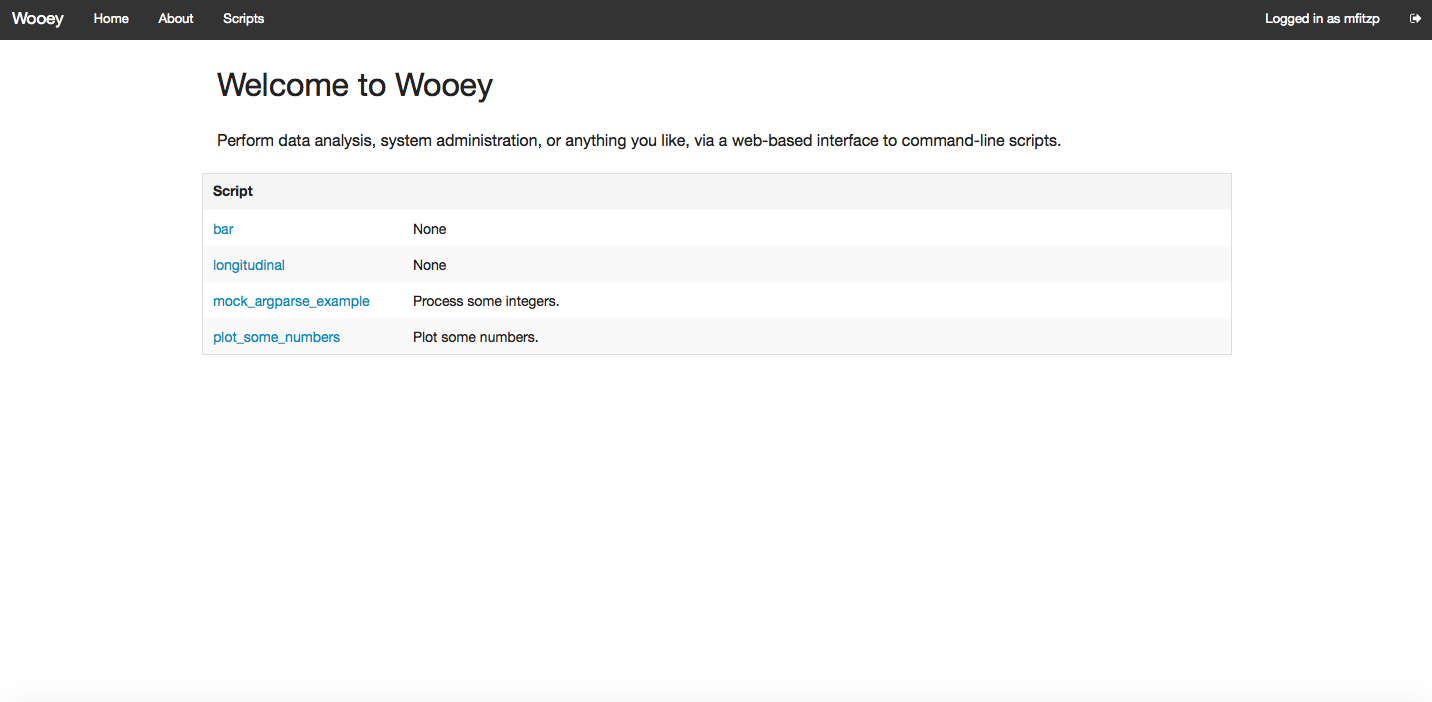 Wooey Home About Scripts Logged in as mfitzp
Welcome to Wooey
Perform data analysis, system administration, or anything you like, via a web-based interface to command-line scripts.
Script
bar None
longitudinal None
mock_argparse_example Process some integers.
plot_some_numbers Plot some numbers.